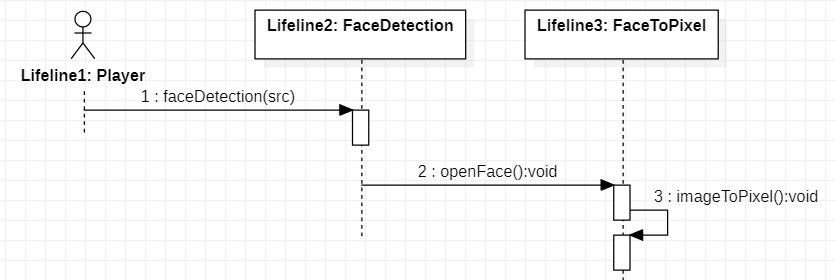 Lifeline2: FaceDetection
Lifeline3: FaceToPixel
Lifeline1: Player
1 : faceDetection(src)
2 : openFace():void
3 : imageToPixel():void